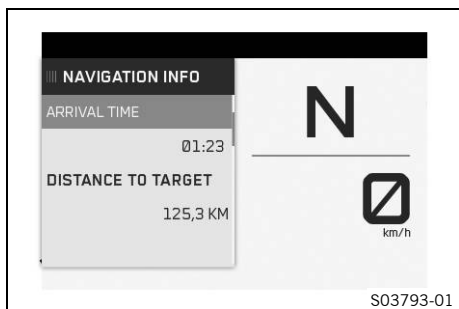 NAVIGATION INFO
ARRIVAL TIME
01:23
DISTANCE TO TARGET
125,3 KM
N
0
km/h
S03793-01